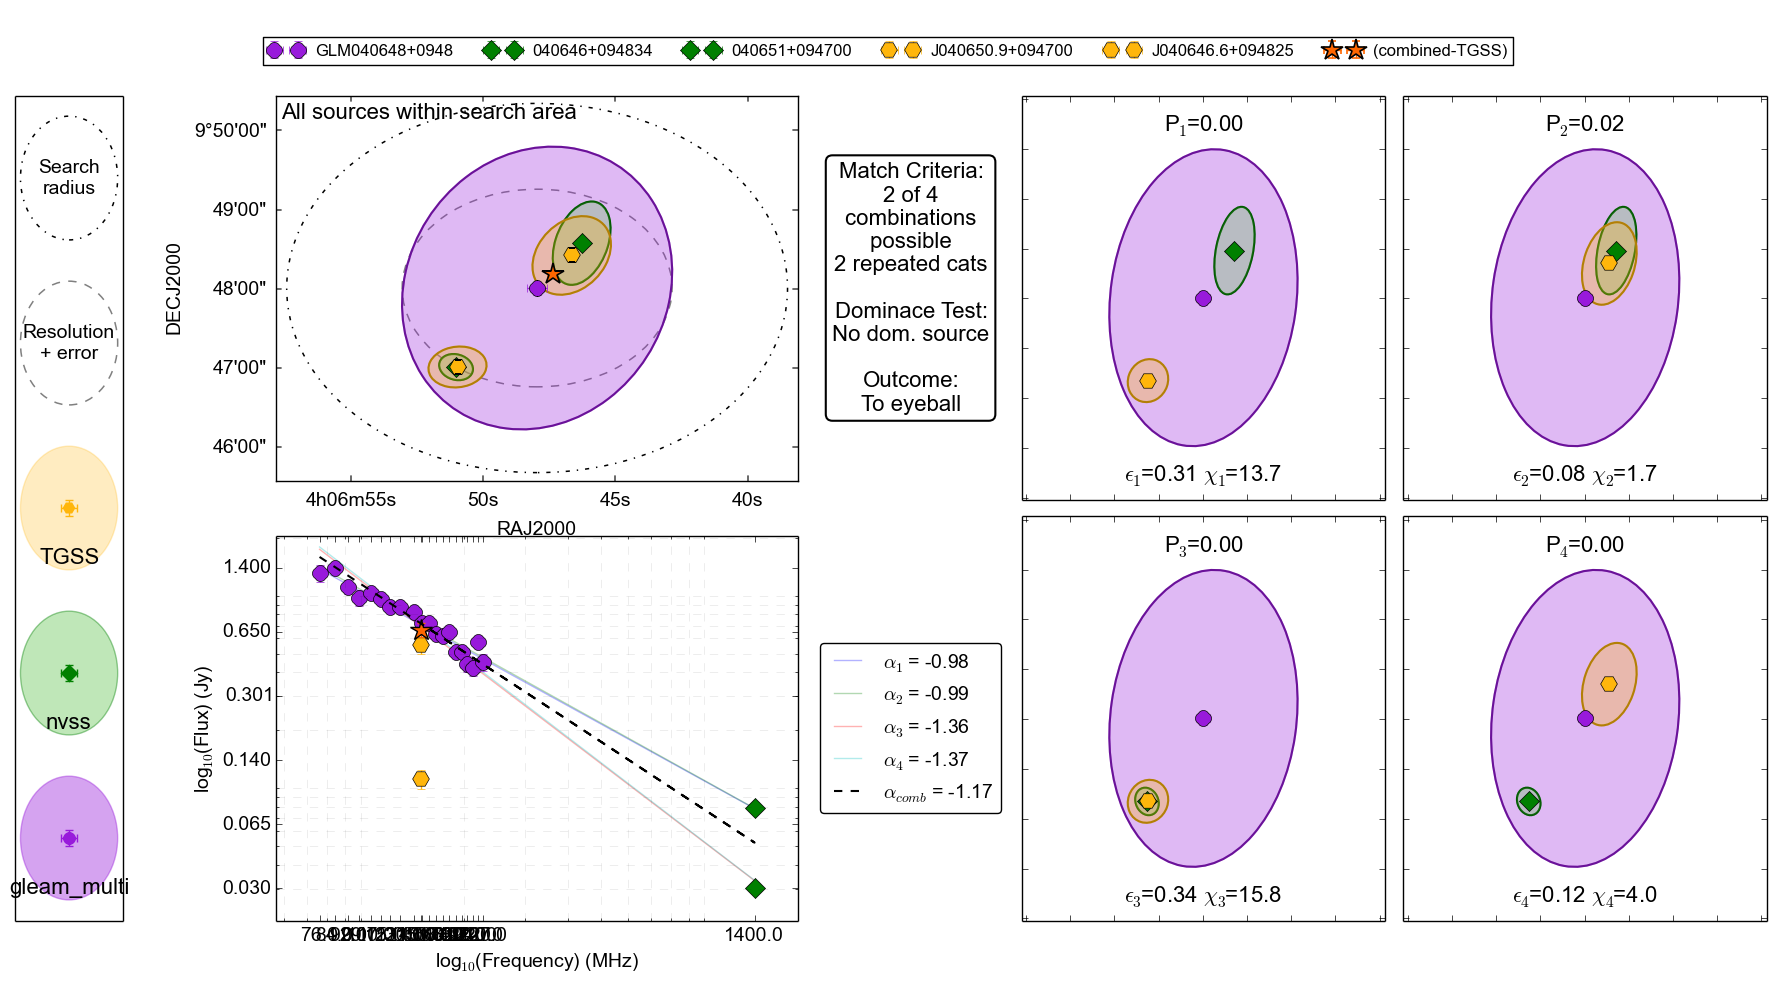 GLM040648+0948 040646+094834 040651+094700 J040650.9+094700 J040646.6+094825 (combined-TGSS)
Search
radius
Resolution
+ error
TGSS
nvss
gleam_multi
All sources within search area
9°50'00"
49'00"
48'00"
47'00"
46'00"
DECJ2000
4h06m55s 50s 45s 40s
RAJ2000
Match Criteria:
2 of 4
combinations
possible
2 repeated cats
Dominace Test:
No dom. source
Outcome:
To eyeball
P1=0.00
ϵ1=0.31 χ1=13.7
P2=0.02
ϵ2=0.08 χ2=1.7
P3=0.00
ϵ3=0.34 χ3=15.8
P4=0.00
ϵ4=0.12 χ4=4.0
1.400
0.650
0.301
0.140
0.065
0.030
log10(Flux) (Jy)
1400.0
log10(Frequency) (MHz)
α1 = -0.98
α2 = -0.99
α3 = -1.36
α4 = -1.37
αcomb = -1.17